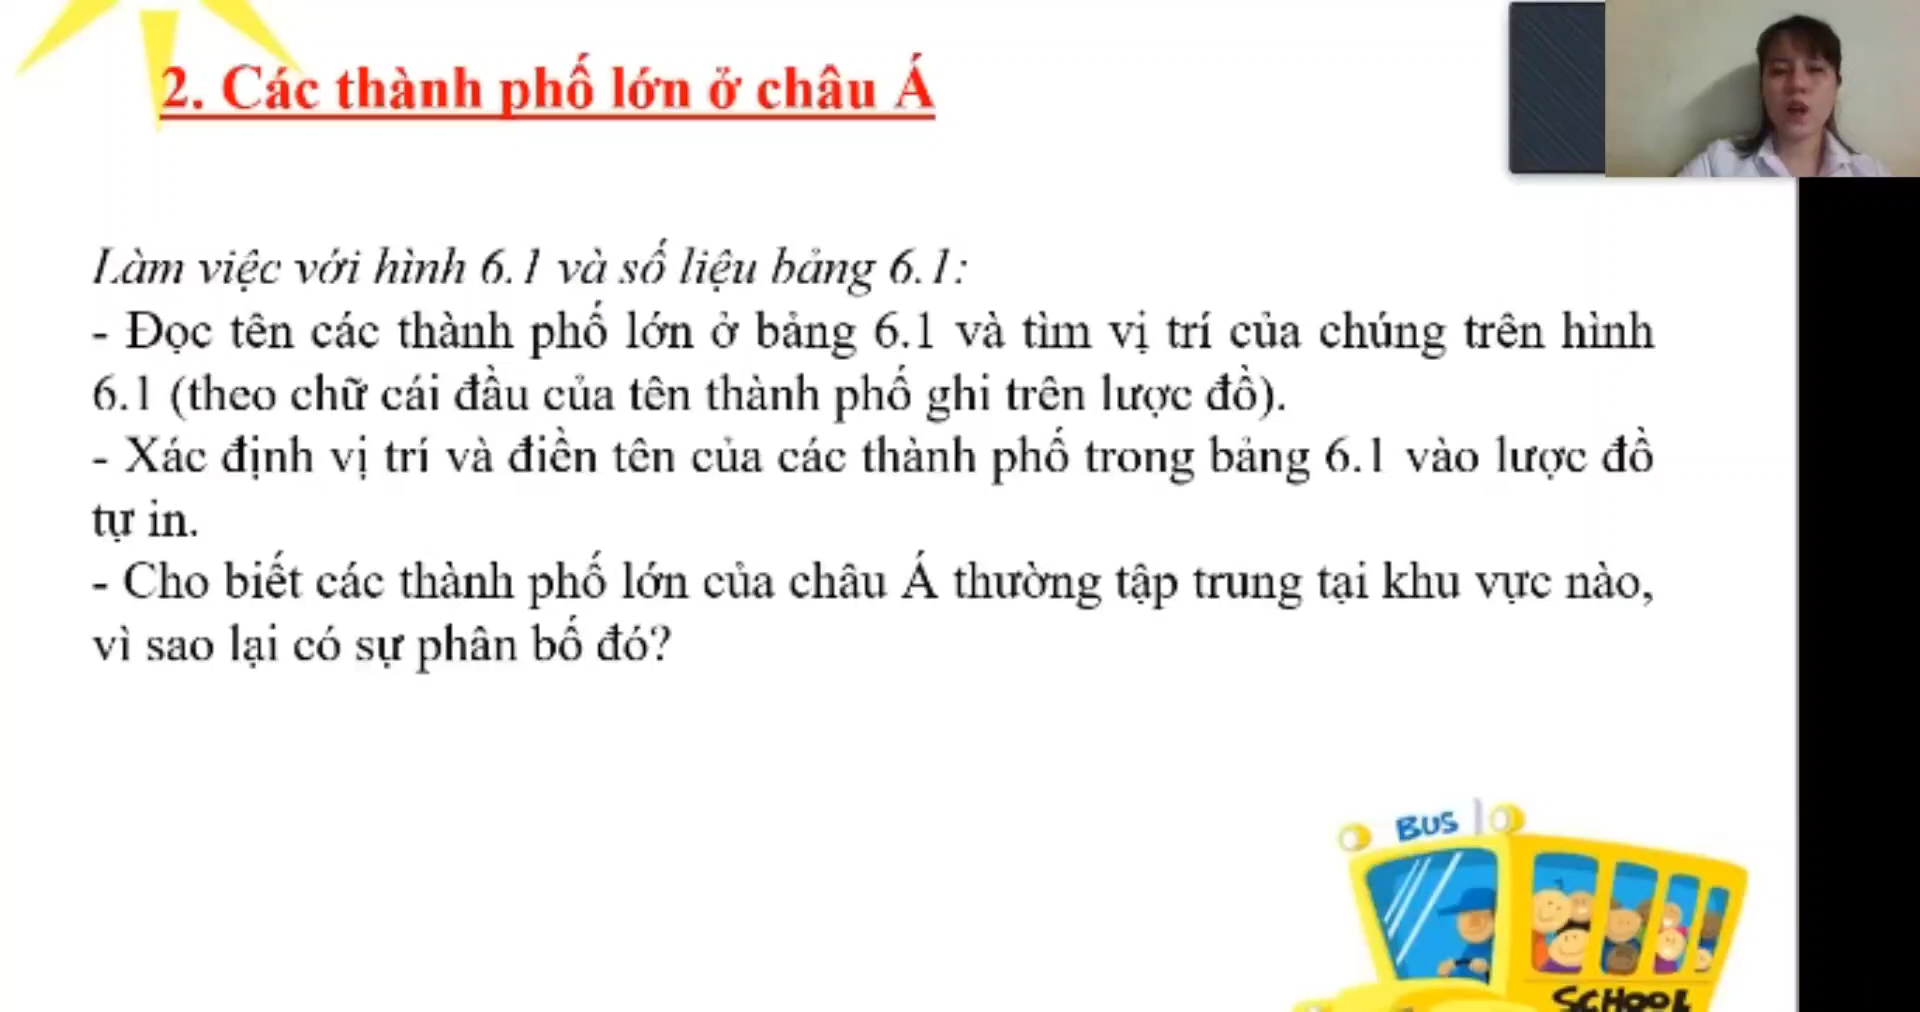 2. Các thành phố lớn ở châu Á
Làm việc với hình 6.1 và số liệu bảng 6.1:
- Đọc tên các thành phố lớn ở bảng 6.1 và tìm vị trí của chúng trên hình
6.1 (theo chữ cái đầu của tên thành phố ghi trên lược đồ).
- Xác định vị trí và điền tên của các thành phố trong bảng 6.1 vào lược đồ
tự in.
- Cho biết các thành phố lớn của châu Á thường tập trung tại khu vực nào,
vì sao lại có sự phân bố đó?
BUS
SCHOOL